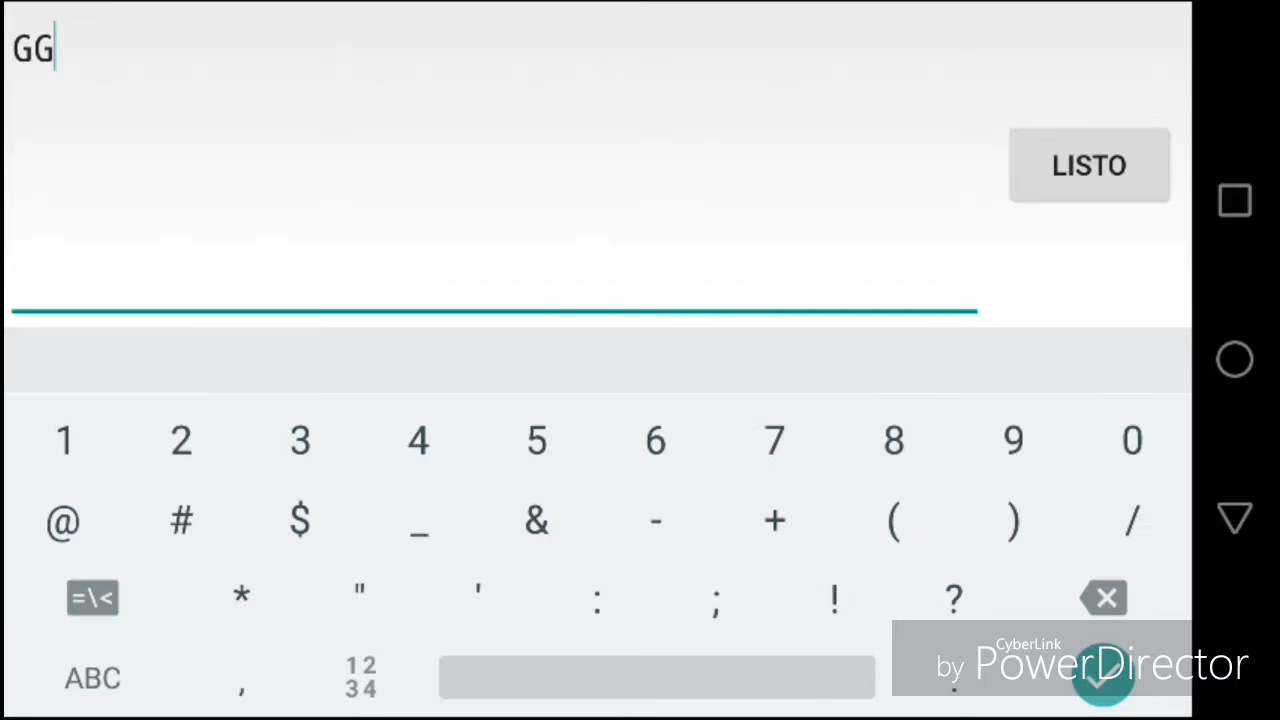 GG
LISTO
1 2 3 4 5 6 7 8 9 0
@ # $ _ & - + ( ) /
=\< * " ' : ; ! ?
ABC , 12 34 .
CyberLink
by PowerDirector